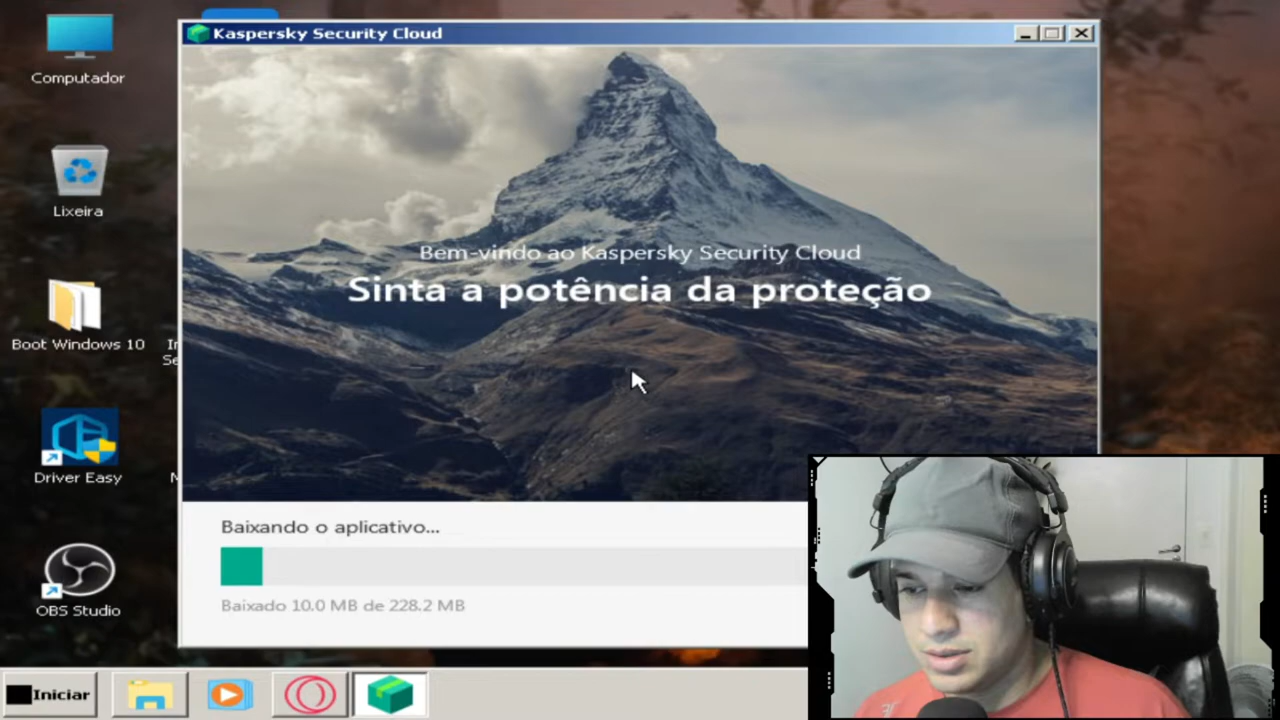 Kaspersky Security Cloud
Computador
Lixeira
Boot Windows 10
Driver Easy
OBS Studio
Bem-vindo ao Kaspersky Security Cloud
Sinta a potência da proteção
Baixando o aplicativo...
Baixado 10.0 MB de 228.2 MB
Iniciar